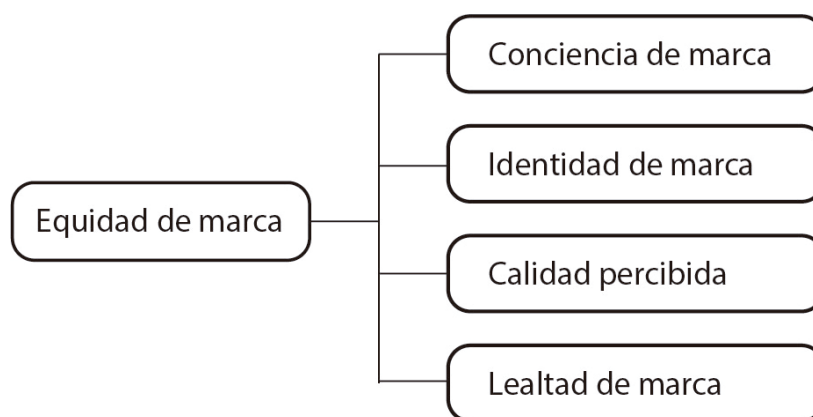 Equidad de marca
Conciencia de marca
Identidad de marca
Calidad percibida
Lealtad de marca